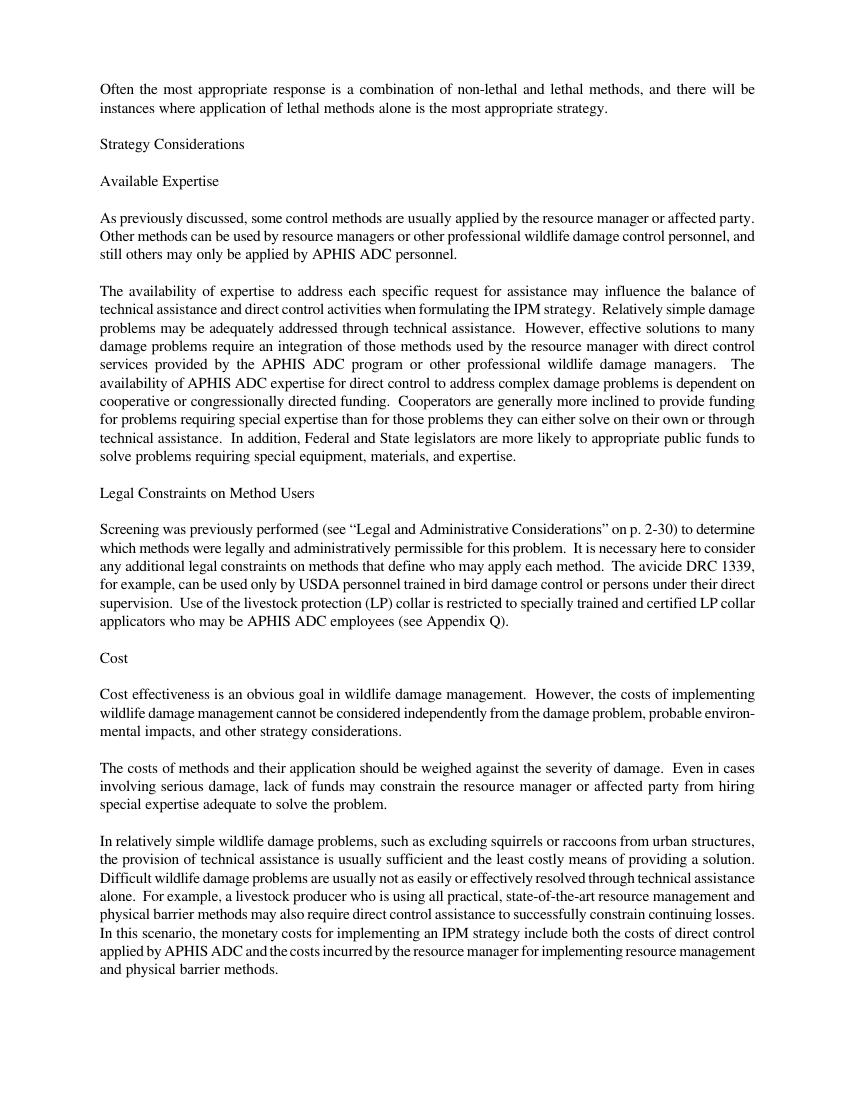 Often the most appropriate response is a combination of non-lethal and lethal methods, and there will be
instances where application of lethal methods alone is the most appropriate strategy.
Strategy Considerations
Available Expertise
As previously discussed, some control methods are usually applied by the resource manager or affected party.
Other methods can be used by resource managers or other professional wildlife damage control personnel, and
still others may only be applied by APHIS ADC personnel.
The availability of expertise to address each specific request for assistance may influence the balance of
technical assistance and direct control activities when formulating the IPM strategy. Relatively simple damage
problems may be adequately addressed through technical assistance. However, effective solutions to many
damage problems require an integration of those methods used by the resource manager with direct control
services provided by the APHIS ADC program or other professional wildlife damage managers. The
availability of APHIS ADC expertise for direct control to address complex damage problems is dependent on
cooperative or congressionally directed funding. Cooperators are generally more inclined to provide funding
for problems requiring special expertise than for those problems they can either solve on their own or through
technical assistance. In addition, Federal and State legislators are more likely to appropriate public funds to
solve problems requiring special equipment, materials, and expertise.
Legal Constraints on Method Users
Screening was previously performed (see “Legal and Administrative Considerations” on p. 2-30) to determine
which methods were legally and administratively permissible for this problem. It is necessary here to consider
any additional legal constraints on methods that define who may apply each method. The avicide DRC 1339,
for example, can be used only by USDA personnel trained in bird damage control or persons under their direct
supervision. Use of the livestock protection (LP) collar is restricted to specially trained and certified LP collar
applicators who may be APHIS ADC employees (see Appendix Q).
Cost
Cost effectiveness is an obvious goal in wildlife damage management. However, the costs of implementing
wildlife damage management cannot be considered independently from the damage problem, probable environ-
mental impacts, and other strategy considerations.
The costs of methods and their application should be weighed against the severity of damage. Even in cases
involving serious damage, lack of funds may constrain the resource manager or affected party from hiring
special expertise adequate to solve the problem.
In relatively simple wildlife damage problems, such as excluding squirrels or raccoons from urban structures,
the provision of technical assistance is usually sufficient and the least costly means of providing a solution.
Difficult wildlife damage problems are usually not as easily or effectively resolved through technical assistance
alone. For example, a livestock producer who is using all practical, state-of-the-art resource management and
physical barrier methods may also require direct control assistance to successfully constrain continuing losses.
In this scenario, the monetary costs for implementing an IPM strategy include both the costs of direct control
applied by APHIS ADC and the costs incurred by the resource manager for implementing resource management
and physical barrier methods.